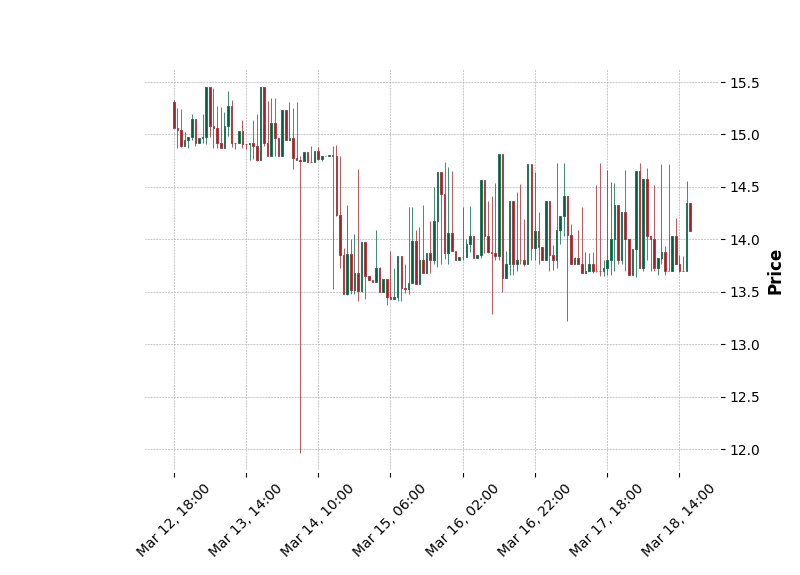 15.5
15.0
14.5
14.0
13.5
13.0
12.5
12.0
Price
Mar 12, 18:00
Mar 13, 14:00
Mar 14, 10:00
Mar 15, 06:00
Mar 16, 02:00
Mar 16, 22:00
Mar 17, 18:00
Mar 18, 14:00